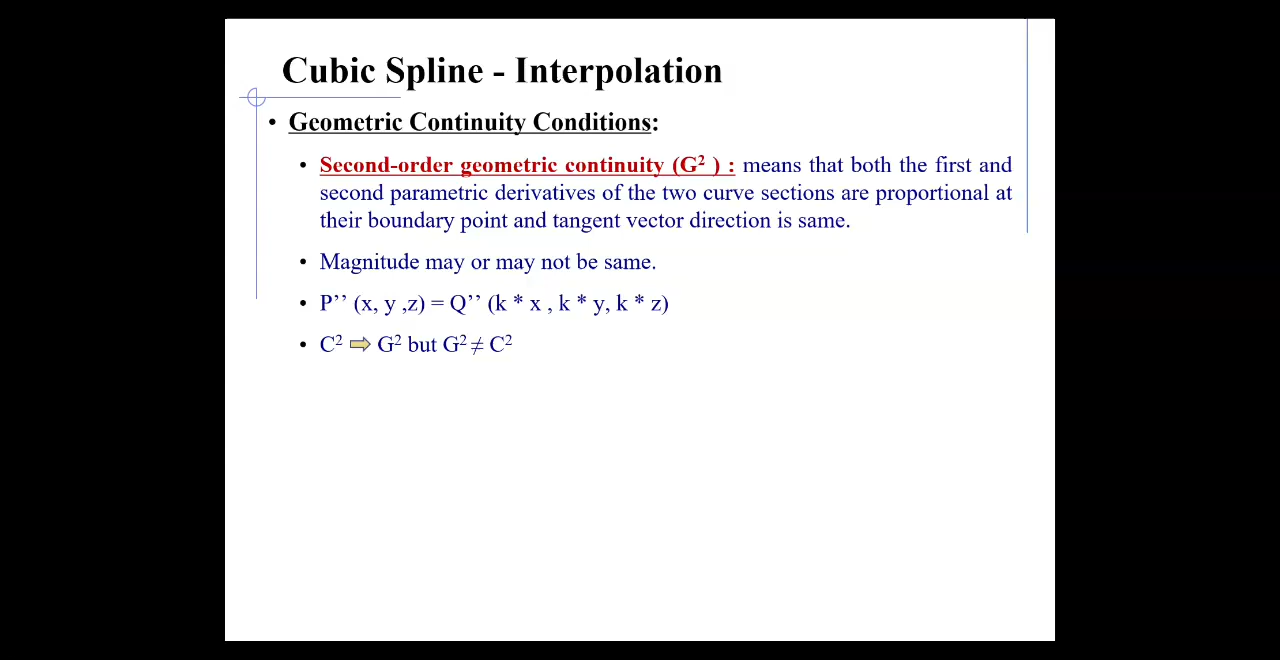 Cubic Spline - Interpolation
• Geometric Continuity Conditions:
• Second-order geometric continuity (G² ) : means that both the first and
second parametric derivatives of the two curve sections are proportional at
their boundary point and tangent vector direction is same.
• Magnitude may or may not be same.
• P’’ (x, y ,z) = Q’’ (k * x , k * y, k * z)
• C² ⇨ G² but G² ≠ C²